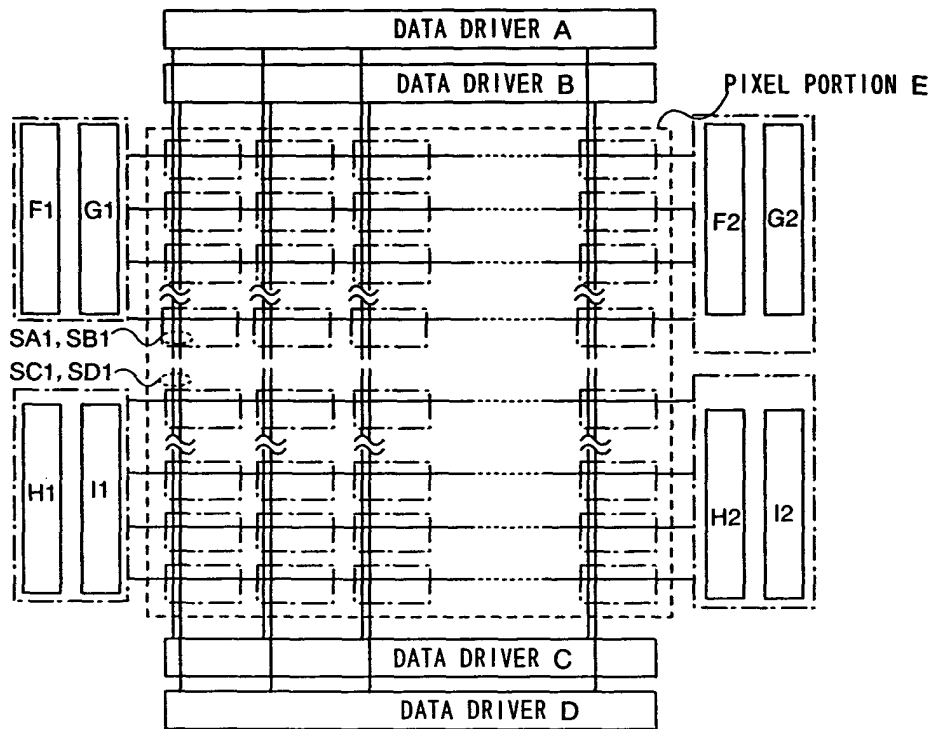 DATA DRIVER A
DATA DRIVER B
PIXEL PORTION E
F1
G1
F2
G2
SA1, SB1
SC1, SD1
H1
I1
H2
I2
DATA DRIVER C
DATA DRIVER D